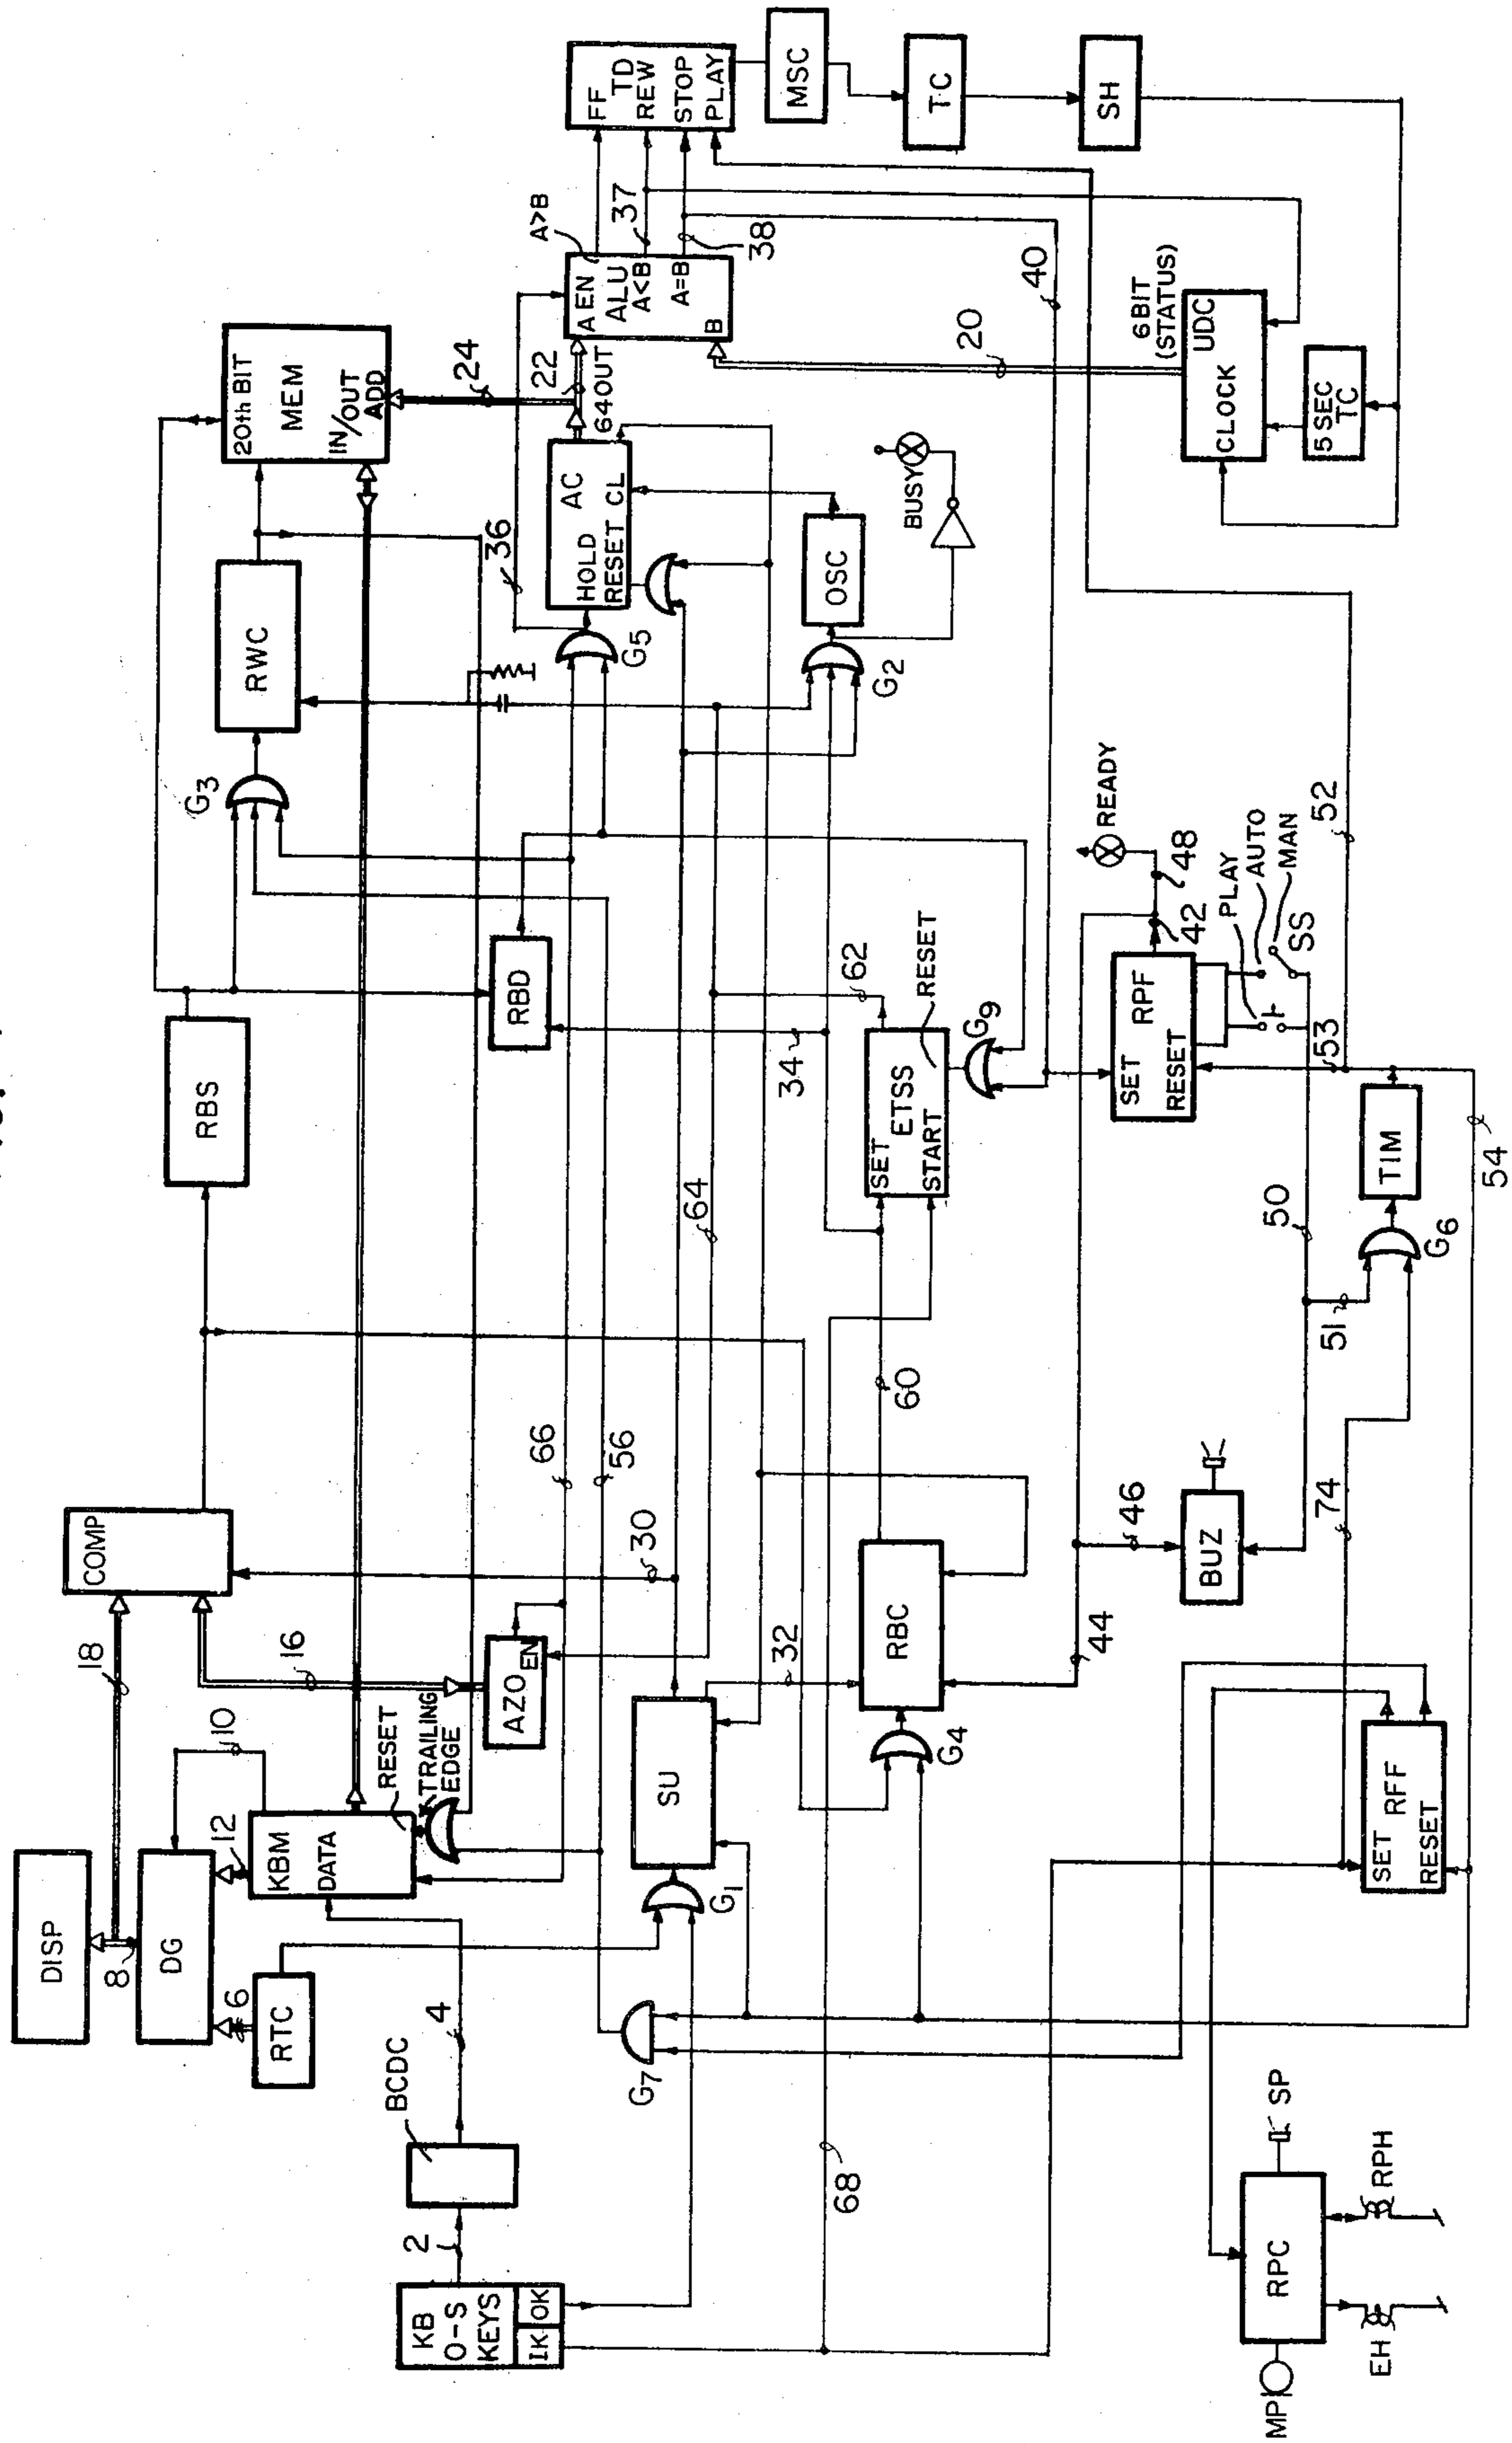 DISP
8
DG
6
RTC
18
12
10
KBM
DATA
RESET
TRAILING
EDGE
16
COMP
AZO
EN
RBS
RBD
G3
RWC
20th BIT
MEM
IN/OUT
ADD
24
22
64OUT
36
AC
HOLD
RESET
CL
G5
A>B
A EN
ALU
A<B
A=B
B
37
38
FF
TD
REW
STOP
PLAY
MSC
TC
SH
BCDC
2
4
KB
0-S
KEYS
IK
OK
G7
G1
SU
30
32
66
56
64
34
62
G2
OSC
BUSY
40
20
6BIT
(STATUS)
UDC
CLOCK
5 SEC
TC
68
G4
RBC
60
SET
ETSS
START
RESET
G9
44
46
BUZ
SET
RPF
RESET
42
48
READY
PLAY
AUTO
MAN
SS
50
51
52
53
54
G6
TIM
74
SET
RFF
RESET
MP
RPC
SP
EH
RPH